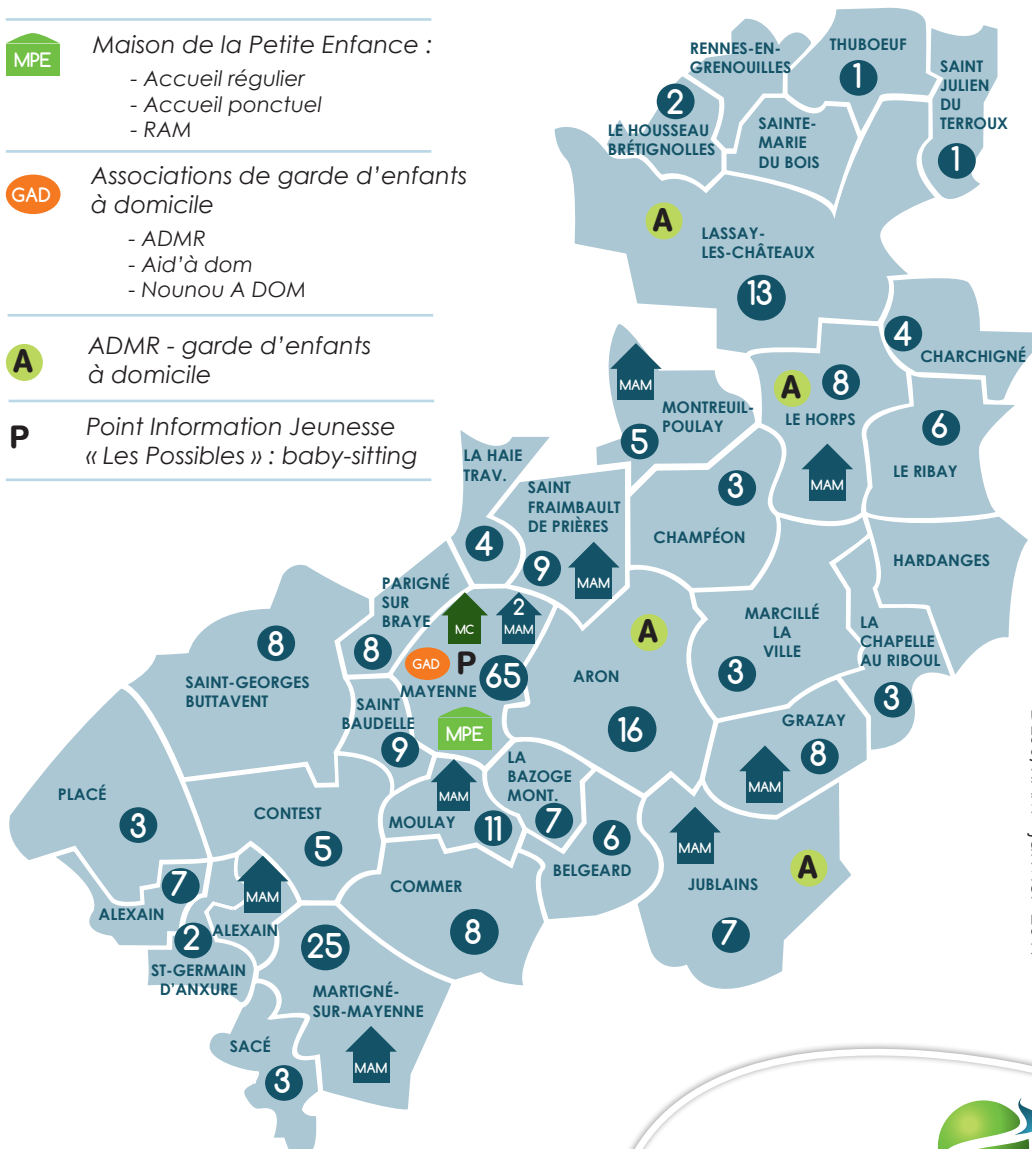 MPE
Maison de la Petite Enfance :
- Accueil régulier
- Accueil ponctuel
- RAM
GAD
Associations de garde d'enfants
à domicile
- ADMR
- Aid'à dom
- Nounou A DOM
A
ADMR - garde d'enfants
à domicile
P
Point Information Jeunesse
« Les Possibles » : baby-sitting
RENNES-EN-
GRENOUILLES
THUBOEUF
1
SAINT
JULIEN
DU
TERROUX
1
2
LE HOUSSEAU
BRÉTIGNOLLES
SAINTE-
MARIE
DU BOIS
A
LASSAY-
LES-CHÂTEAUX
13
4
CHARCHIGNÉ
MAM
MONTREUIL-
POULAY
5
A
8
LE HORPS
MAM
6
LE RIBAY
LA HAIE
TRAV.
4
SAINT
FRAIMBAULT
DE PRIÈRES
9
MAM
3
CHAMPÉON
HARDANGES
PARIGNÉ
SUR
BRAYE
8
MC
2
MAM
GAD
P
65
MAYENNE
MPE
A
ARON
16
MARCILLÉ
LA
VILLE
3
LA
CHAPELLE
AU RIBOUL
3
8
SAINT-GEORGES
BUTTAVENT
SAINT
BAUDELLE
9
GRAZAY
8
MAM
PLACÉ
3
CONTEST
5
MAM
MOULAY
11
LA
BAZOGE
MONT.
7
6
BELGEARD
MAM
A
JUBLAINS
7
7
ALEXAIN
MAM
ALEXAIN
2
ST-GERMAIN
D'ANXURE
COMMER
8
25
MARTIGNÉ-
SUR-MAYENNE
MAM
SACÉ
3